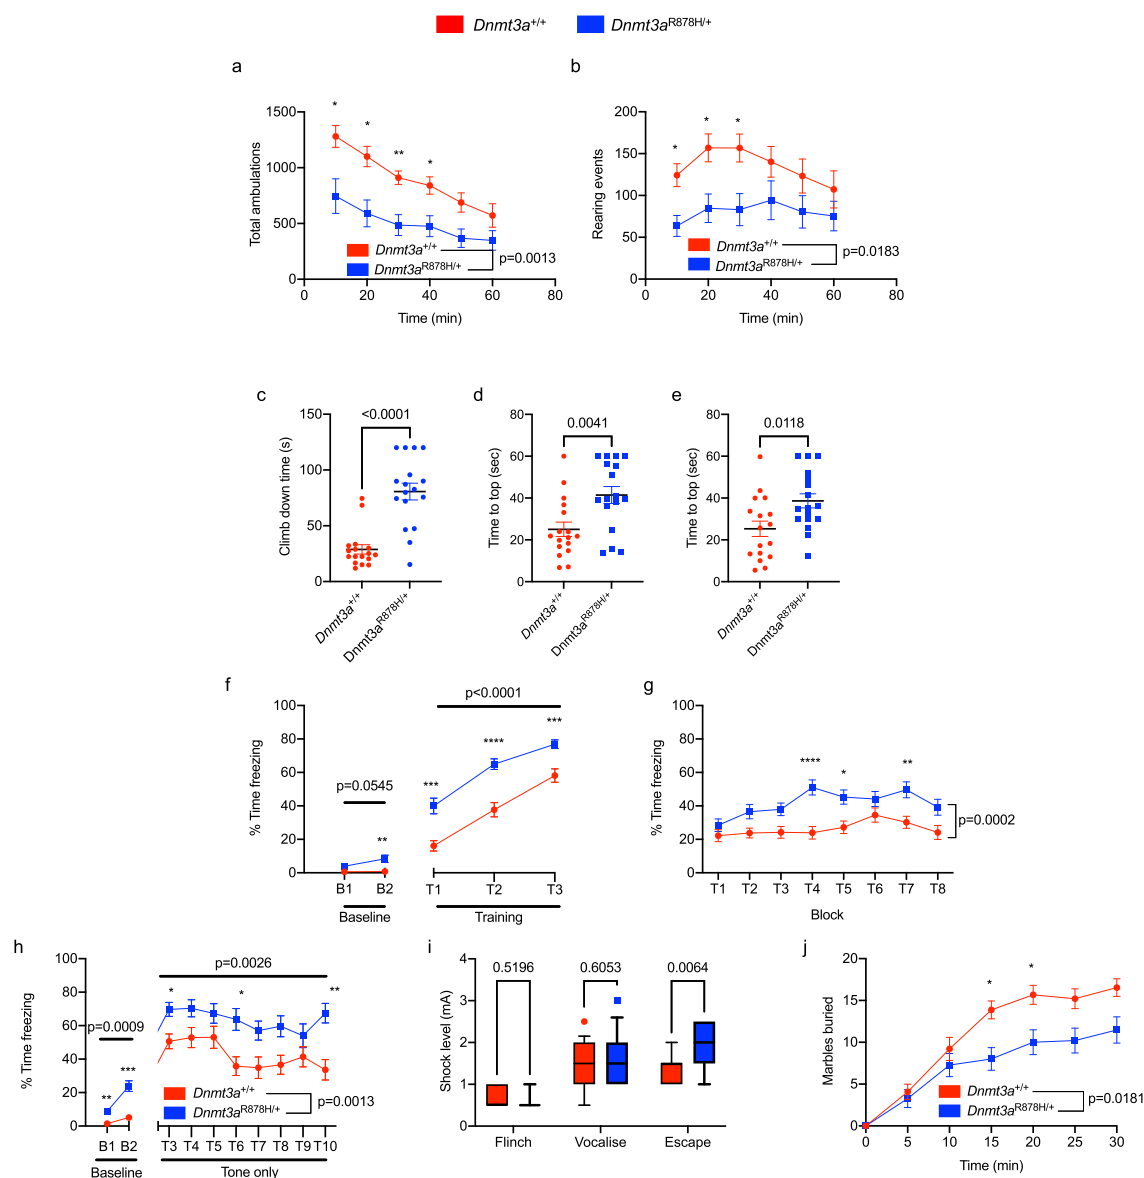 Dnmt3a+/+ Dnmt3aR878H/+
a
1500
1000
500
0
Total ambulations
* * ** *
Dnmt3a+/+
Dnmt3aR878H/+
p=0.0013
0 20 40 60 80
Time (min)
b
200
150
100
50
0
Rearing events
* * *
Dnmt3a+/+
Dnmt3aR878H/+
p=0.0183
0 20 40 60 80
Time (min)
c
150
100
50
0
Climb down time (s)
<0.0001
Dnmt3a+/+
Dnmt3aR878H/+
d
80
60
40
20
0
Time to top (sec)
0.0041
Dnmt3a+/+
Dnmt3aR878H/+
e
80
60
40
20
0
Time to top (sec)
0.0118
Dnmt3a+/+
Dnmt3aR878H/+
f
100
80
60
40
20
0
% Time freezing
p=0.0545
**
p<0.0001
*** **** ***
B1 B2 T1 T2 T3
Baseline Training
g
100
80
60
40
20
0
% Time freezing
**** * **
p=0.0002
T1 T2 T3 T4 T5 T6 T7 T8
Block
h
100
80
60
40
20
0
% Time freezing
p=0.0009
** ***
p=0.0026
* * **
Dnmt3a+/+
Dnmt3aR878H/+
p=0.0013
B1 B2 T3 T4 T5 T6 T7 T8 T9 T10
Baseline Tone only
i
4
3
2
1
0
Shock level (mA)
0.5196 0.6053 0.0064
Flinch Vocalise Escape
j
20
15
10
5
0
Marbles buried
* *
Dnmt3a+/+
Dnmt3aR878H/+
p=0.0181
0 5 10 15 20 25 30
Time (min)